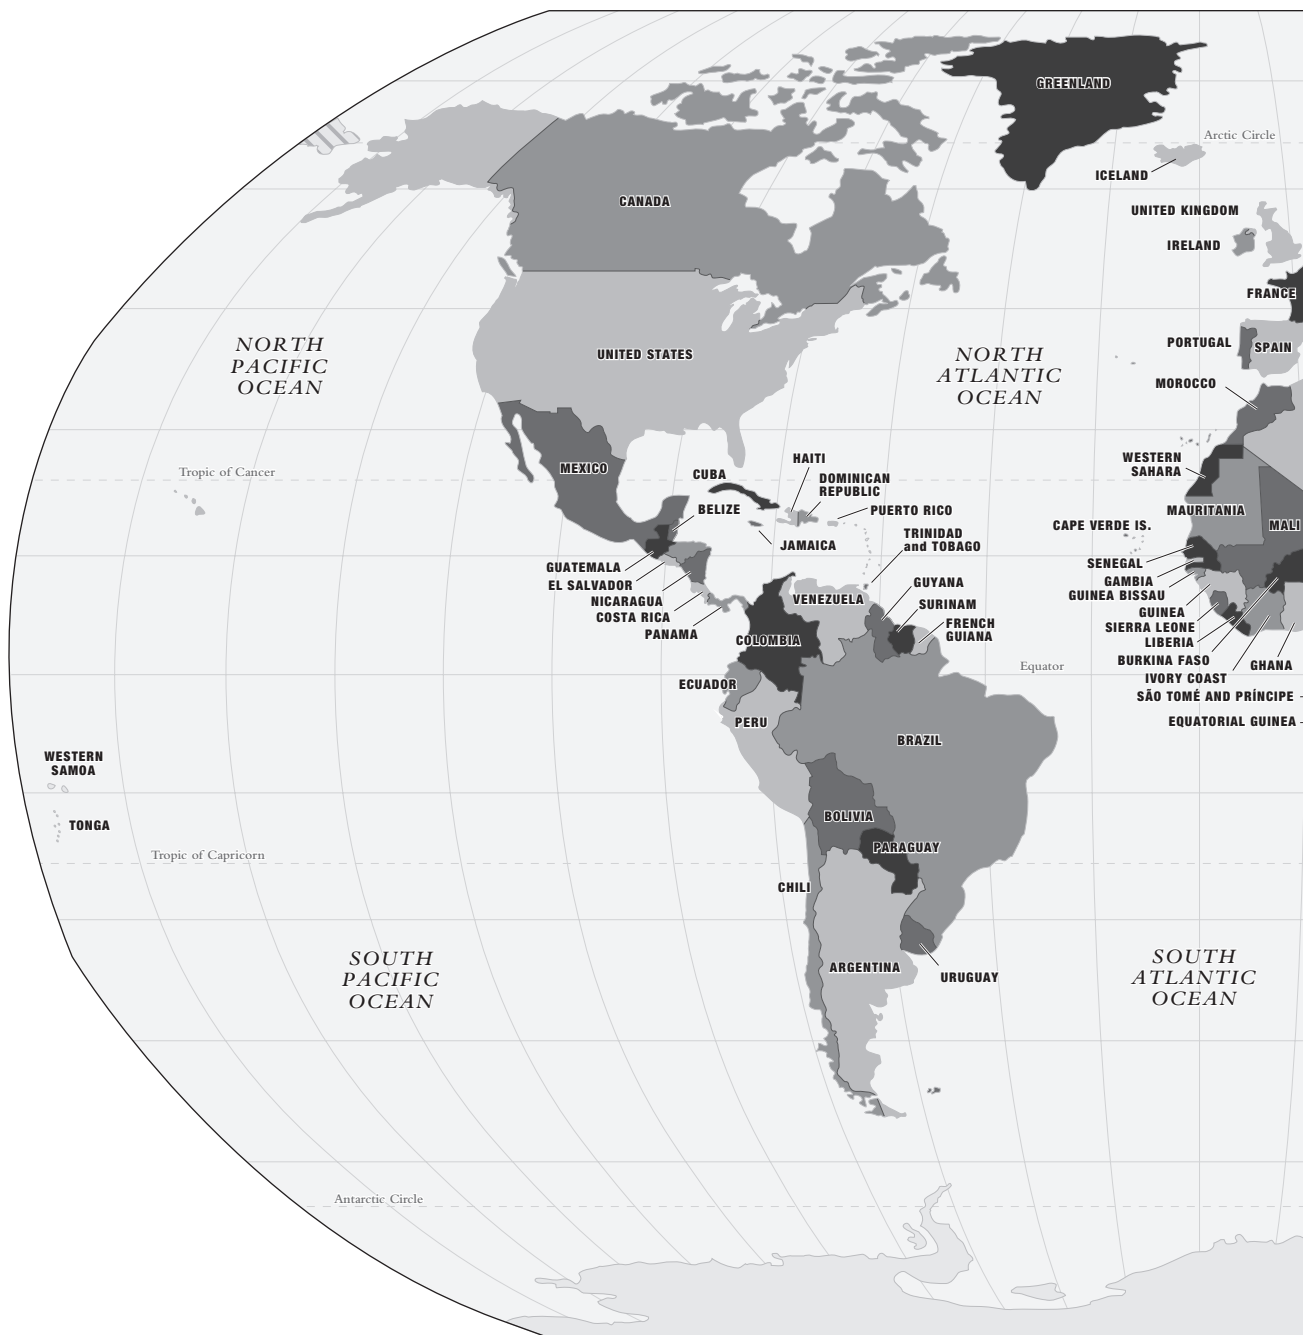 GREENLAND
Arctic Circle
ICELAND
CANADA
UNITED KINGDOM
IRELAND
FRANCE
NORTH
PACIFIC
OCEAN
UNITED STATES
NORTH
ATLANTIC
OCEAN
PORTUGAL
SPAIN
MOROCCO
Tropic of Cancer
MEXICO
CUBA
HAITI
DOMINICAN
REPUBLIC
WESTERN
SAHARA
BELIZE
PUERTO RICO
MAURITANIA
MALI
CAPE VERDE IS.
JAMAICA
TRINIDAD
and TOBAGO
GUATEMALA
EL SALVADOR
NICARAGUA
COSTA RICA
PANAMA
VENEZUELA
GUYANA
SURINAM
FRENCH
GUIANA
COLOMBIA
SENEGAL
GAMBIA
GUINEA BISSAU
GUINEA
SIERRA LEONE
LIBERIA
BURKINA FASO
GHANA
IVORY COAST
Equator
SÃO TOMÉ AND PRÍNCIPE
EQUATORIAL GUINEA
ECUADOR
PERU
BRAZIL
WESTERN
SAMOA
TONGA
BOLIVIA
PARAGUAY
Tropic of Capricorn
CHILI
SOUTH
PACIFIC
OCEAN
ARGENTINA
URUGUAY
SOUTH
ATLANTIC
OCEAN
Antarctic Circle